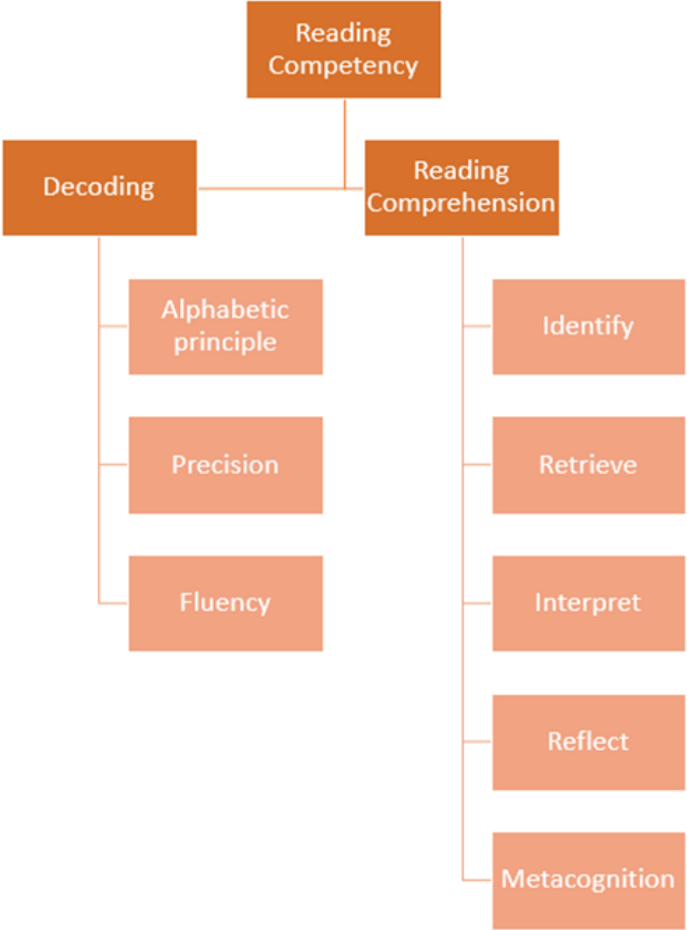 Reading
Competency
Decoding
Reading
Comprehension
Alphabetic
principle
Precision
Fluency
Identify
Retrieve
Interpret
Reflect
Metacognition